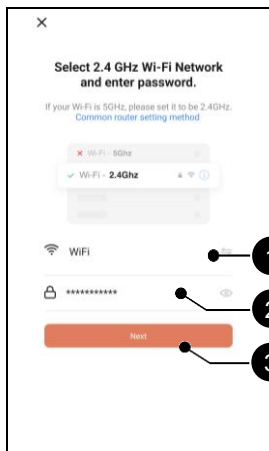 Select 2.4 GHz Wi-Fi Network
and enter password.
If your Wi-Fi is 5GHz, please set it to be 2.4GHz.
Common router setting method
Wi-Fi - 5Ghz
Wi-Fi - 2.4Ghz
WiFi
1
***********
2
Next
3